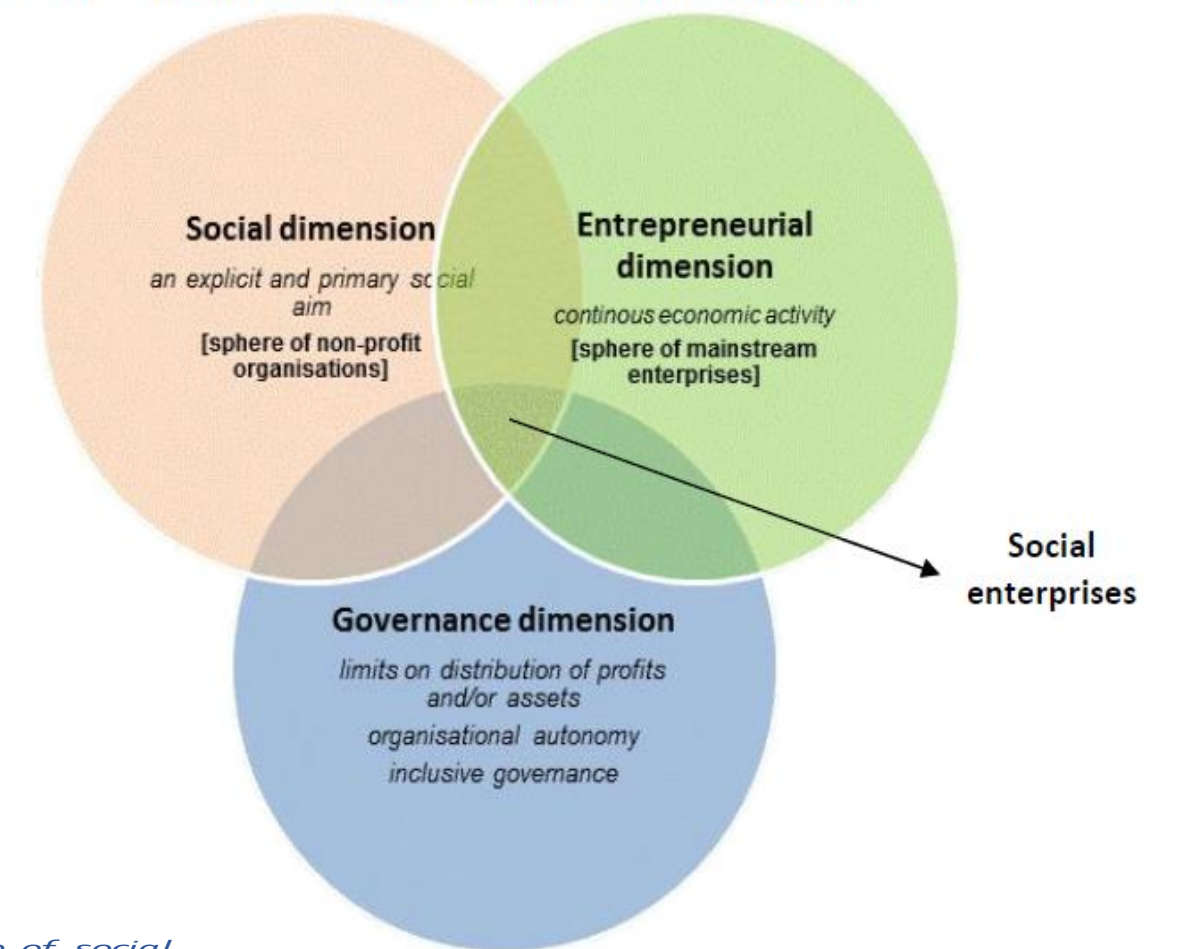 Social dimension
an explicit and primary social
aim
[sphere of non-profit
organisations]
Entrepreneurial
dimension
continous economic activity
[sphere of mainstream
enterprises]
Social
enterprises
Governance dimension
limits on distribution of profits
and/or assets
organisational autonomy
inclusive governance
of social